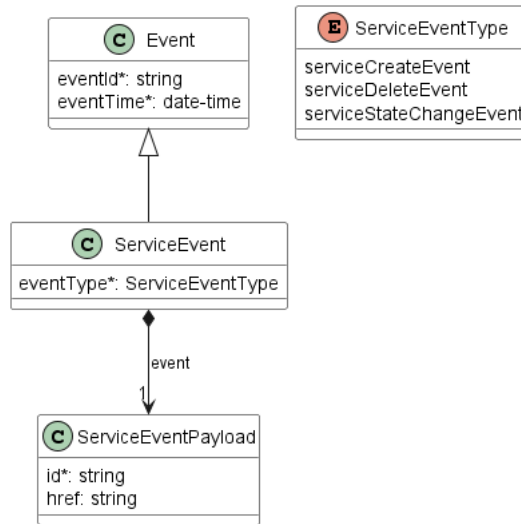 C Event
eventId*: string
eventTime*: date-time
E ServiceEventType
serviceCreateEvent
serviceDeleteEvent
serviceStateChangeEvent
C ServiceEvent
eventType*: ServiceEventType
event
1
C ServiceEventPayload
id*: string
href: string